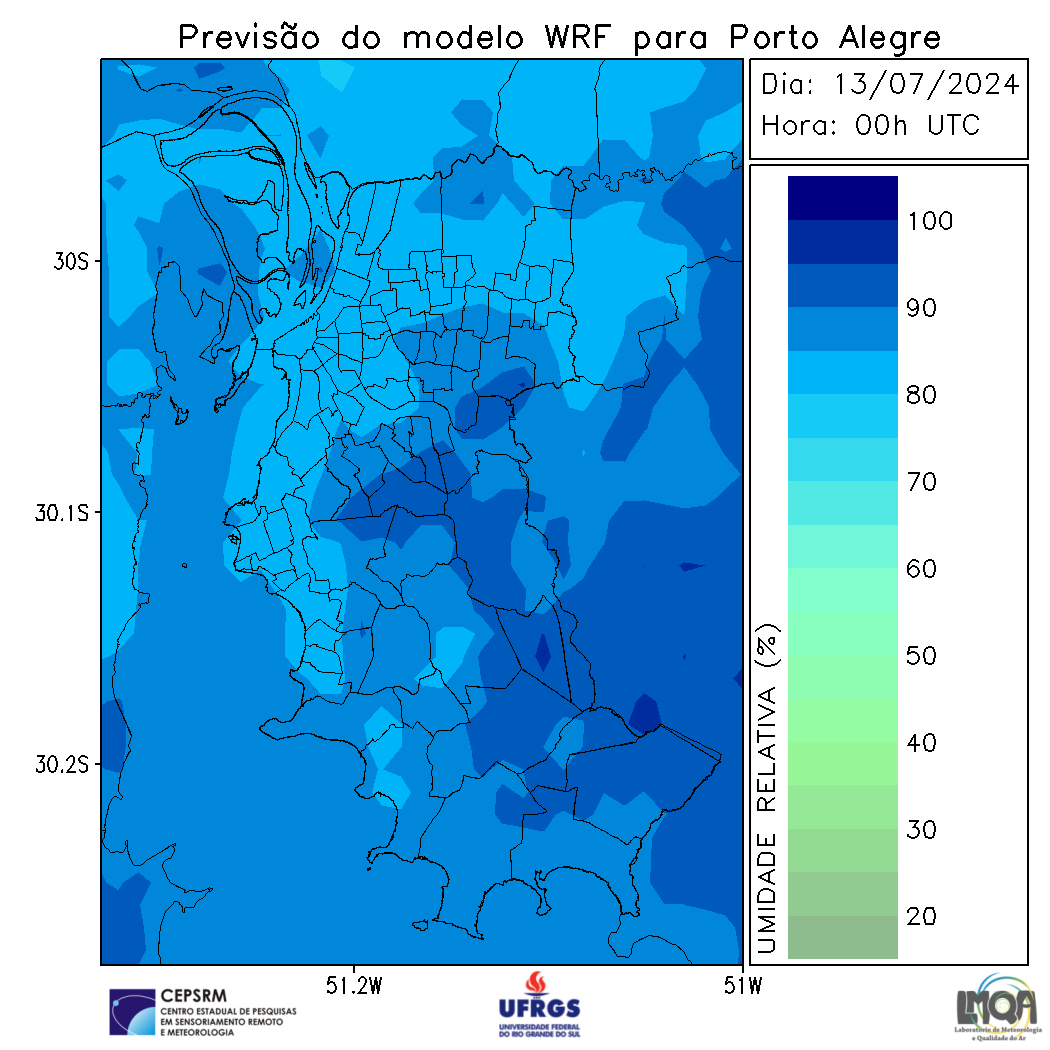 Previsão do modelo WRF para Porto Alegre
Dia: 13/07/2024
Hora: 00h UTC
30S
30.1S
30.2S
51.2W
51W
100
90
80
70
60
50
40
30
20
UMIDADE RELATIVA (%)
CEPSRM
CENTRO ESTADUAL DE PESQUISAS
EM SENSORIAMENTO REMOTO
E METEOROLOGIA
UFRGS
UNIVERSIDADE FEDERAL
DO RIO GRANDE DO SUL
LMQA
Laboratório de Meteorologia
e Qualidade do Ar